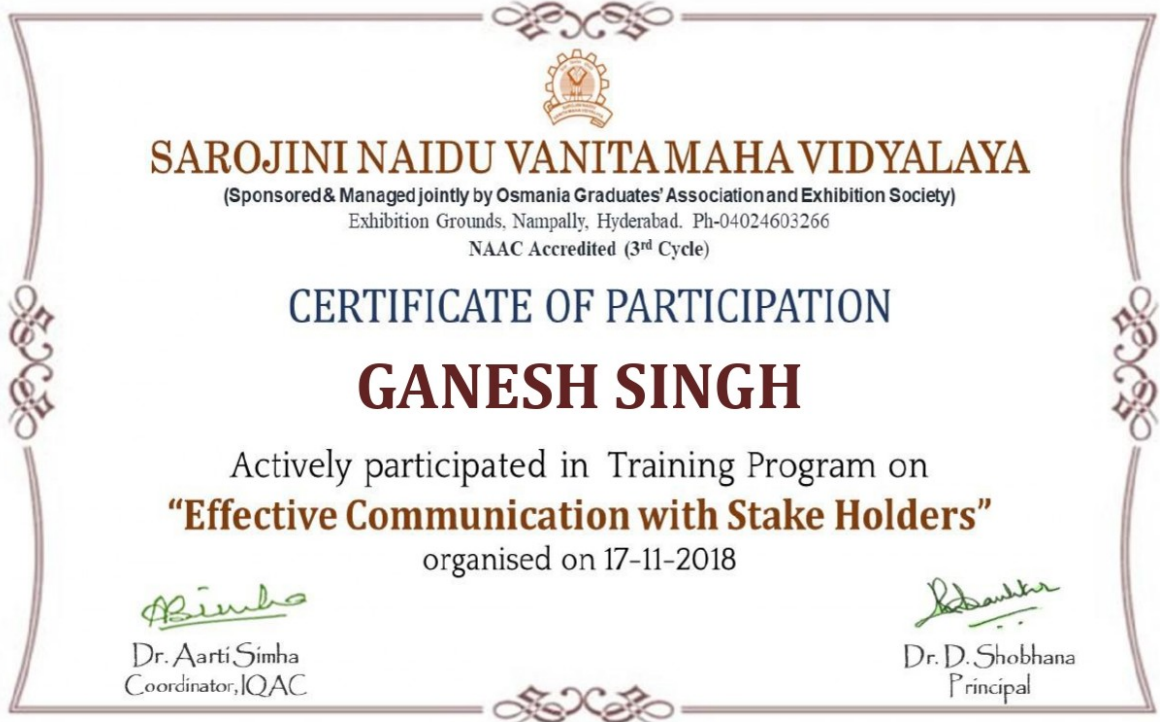 SAROJINI NAIDU VANITA MAHA VIDYALAYA
(Sponsored & Managed jointly by Osmania Graduates' Association and Exhibition Society)
Exhibition Grounds, Nampally, Hyderabad. Ph-04024603266
NAAC Accredited (3rd Cycle)
CERTIFICATE OF PARTICIPATION
GANESH SINGH
Actively participated in Training Program on
"Effective Communication with Stake Holders"
organised on 17-11-2018
Dr. Aarti Simha
Coordinator, IQAC
Dr. D. Shobhana
Principal